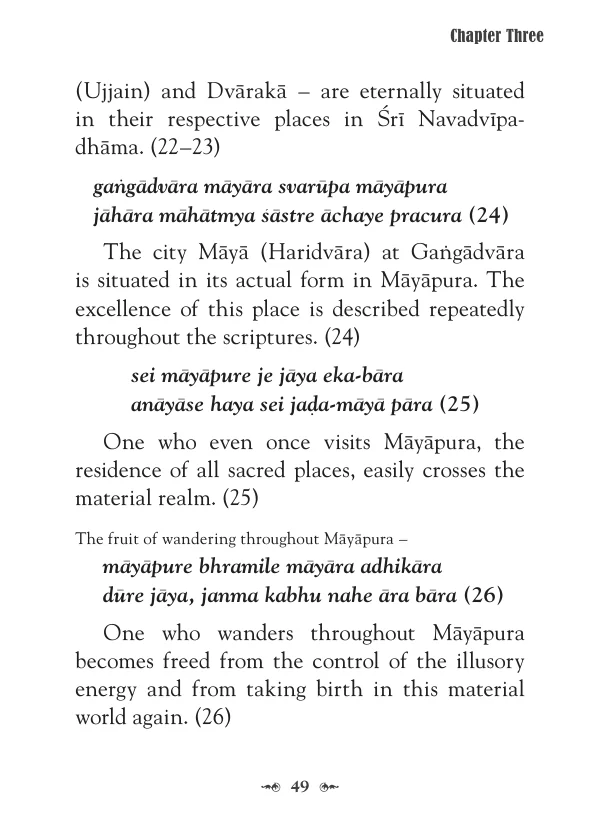 Chapter Three
(Ujjain) and Dvārakā – are eternally situated
in their respective places in Śrī Navadvīpa-
dhāma. (22–23)
gaṅgādvāra māyāra svarūpa māyāpura
jāhāra māhātmya śāstre āchaye pracura (24)
The city Māyā (Haridvāra) at Gaṅgādvāra
is situated in its actual form in Māyāpura. The
excellence of this place is described repeatedly
throughout the scriptures. (24)
sei māyāpure je jāya eka-bāra
anāyāse haya sei jaḍa-māyā pāra (25)
One who even once visits Māyāpura, the
residence of all sacred places, easily crosses the
material realm. (25)
The fruit of wandering throughout Māyāpura –
māyāpure bhramile māyāra adhikāra
dūre jāya, janma kabhu nahe āra bāra (26)
One who wanders throughout Māyāpura
becomes freed from the control of the illusory
energy and from taking birth in this material
world again. (26)
49